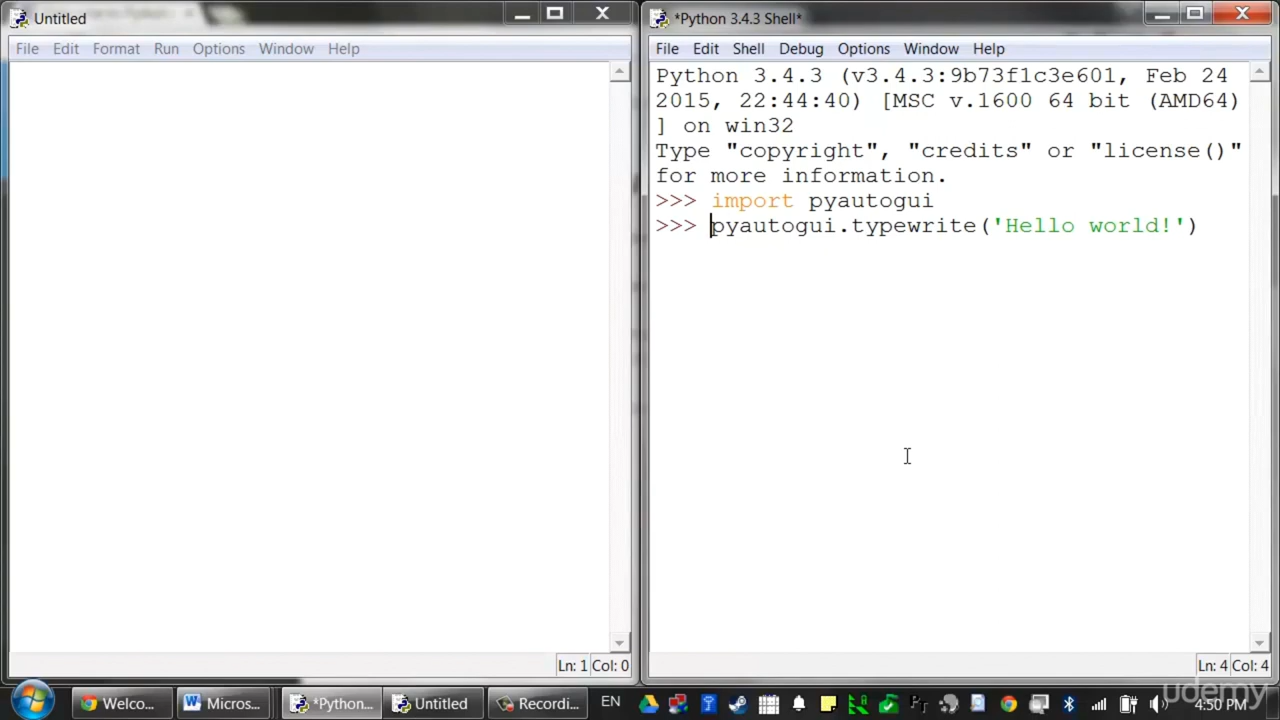 Untitled
File Edit Format Run Options Window Help
Ln: 1 Col: 0
*Python 3.4.3 Shell*
File Edit Shell Debug Options Window Help
Python 3.4.3 (v3.4.3:9b73f1c3e601, Feb 24
2015, 22:44:40) [MSC v.1600 64 bit (AMD64)
] on win32
Type "copyright", "credits" or "license()"
for more information.
>>> import pyautogui
>>> pyautogui.typewrite('Hello world!')
Ln: 4 Col: 4
Welco... Micros... *Python... Untitled Recordi... EN 4:50 PM
udemy